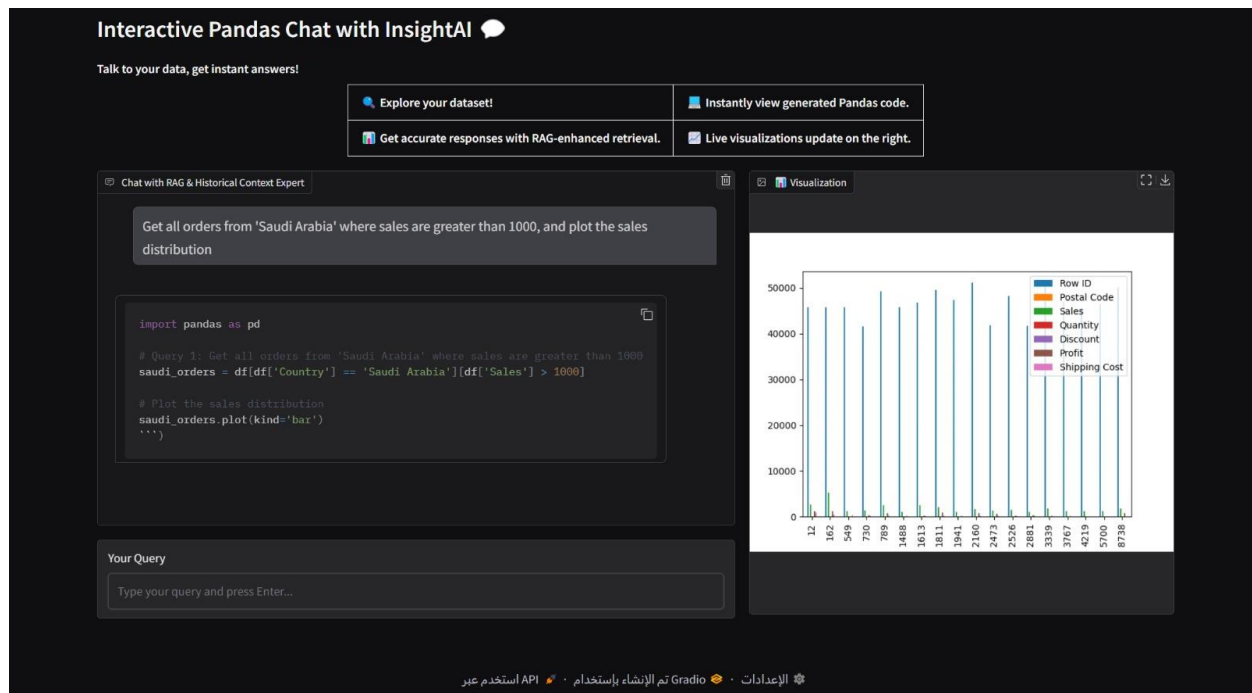 Interactive Pandas Chat with InsightAI 💬
Talk to your data, get instant answers!
🔍 Explore your dataset!
💻 Instantly view generated Pandas code.
📊 Get accurate responses with RAG-enhanced retrieval.
📈 Live visualizations update on the right.
Chat with RAG & Historical Context Expert
Get all orders from 'Saudi Arabia' where sales are greater than 1000, and plot the sales
distribution
import pandas as pd
# Query 1: Get all orders from 'Saudi Arabia' where sales are greater than 1000
saudi_orders = df[df['Country'] == 'Saudi Arabia'][df['Sales'] > 1000]
# Plot the sales distribution
saudi_orders.plot(kind='bar')
```)
Your Query
Type your query and press Enter...
📊 Visualization
50000
40000
30000
20000
10000
0
Row ID
Postal Code
Sales
Quantity
Discount
Profit
Shipping Cost
12
162
549
730
789
1488
1613
1811
1941
2160
2473
2526
2881
3339
3767
4219
5700
8738
استخدم عبر API · تم الإنشاء بإستخدام Gradio · الإعدادات